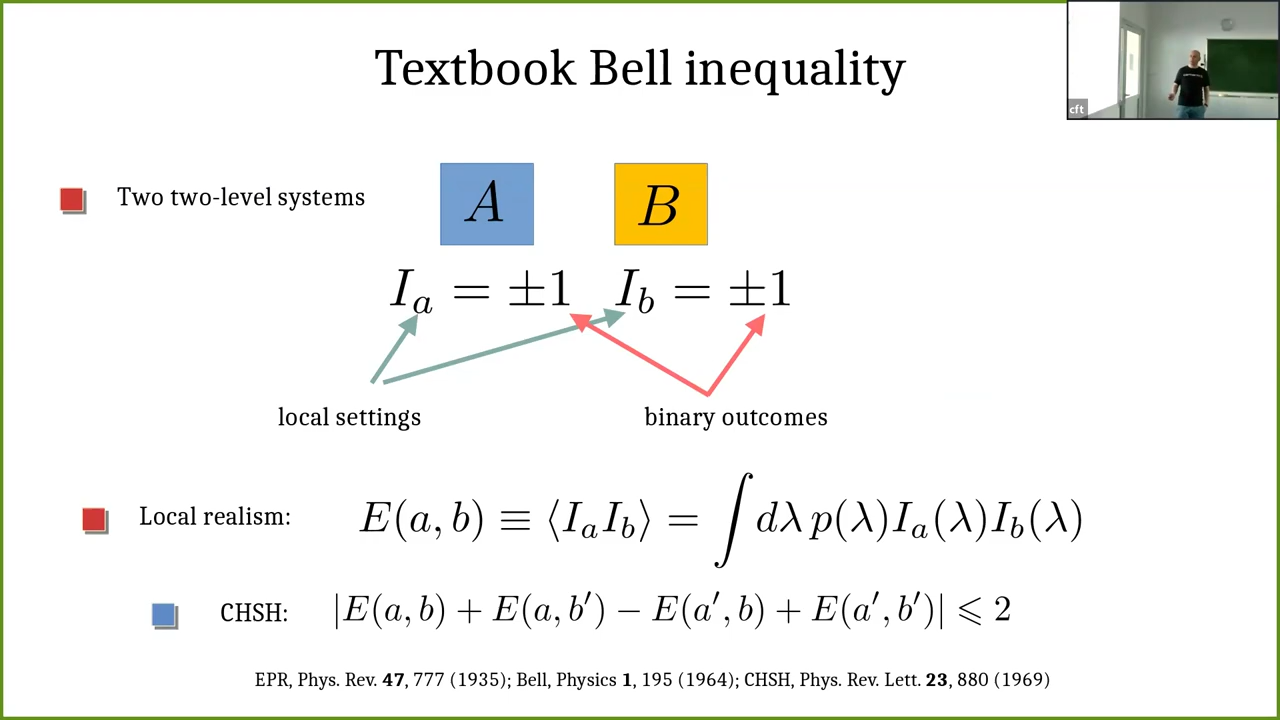 Textbook Bell inequality
cft
Two two-level systems
A B
I_a = ±1 I_b = ±1
local settings
binary outcomes
Local realism: E(a, b) ≡ ⟨I_a I_b⟩ = ∫ dλ p(λ)I_a(λ)I_b(λ)
CHSH: |E(a, b) + E(a, b′) − E(a′, b) + E(a′, b′)| ⩽ 2
EPR, Phys. Rev. 47, 777 (1935); Bell, Physics 1, 195 (1964); CHSH, Phys. Rev. Lett. 23, 880 (1969)